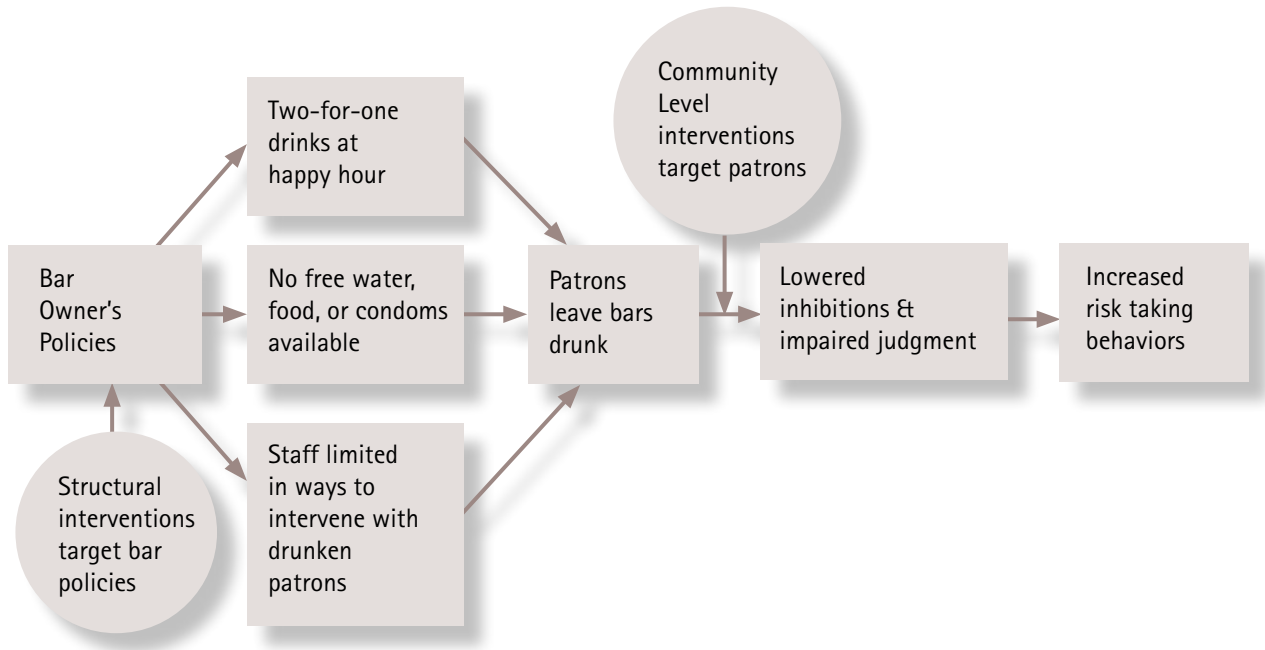 Bar
Owner's
Policies
Structural
interventions
target bar
policies
Two-for-one
drinks at
happy hour
No free water,
food, or condoms
available
Staff limited
in ways to
intervene with
drunken
patrons
Patrons
leave bars
drunk
Community
Level
interventions
target patrons
Lowered
inhibitions &
impaired judgment
Increased
risk taking
behaviors